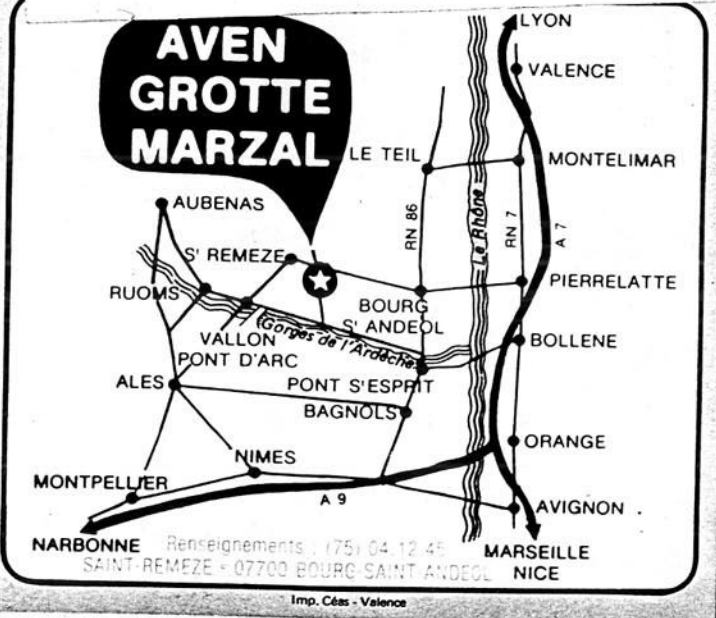 AVEN
GROTTE
MARZAL
LYON
VALENCE
LE TEIL
MONTELIMAR
AUBENAS
RN 86
Le Rhône
RN 7
A 7
St REMEZE
RUOMS
BOURG
St ANDEOL
PIERRELATTE
VALLON
PONT D'ARC
Gorges de l'Ardèche
BOLLENE
ALES
PONT S'ESPRIT
BAGNOLS
ORANGE
NIMES
MONTPELLIER
A 9
AVIGNON
NARBONNE
MARSEILLE
NICE
Renseignements : (75) 04.12.45
SAINT-REMEZE - 07700 BOURG-SAINT-ANDEOL
Imp. Céas - Valence